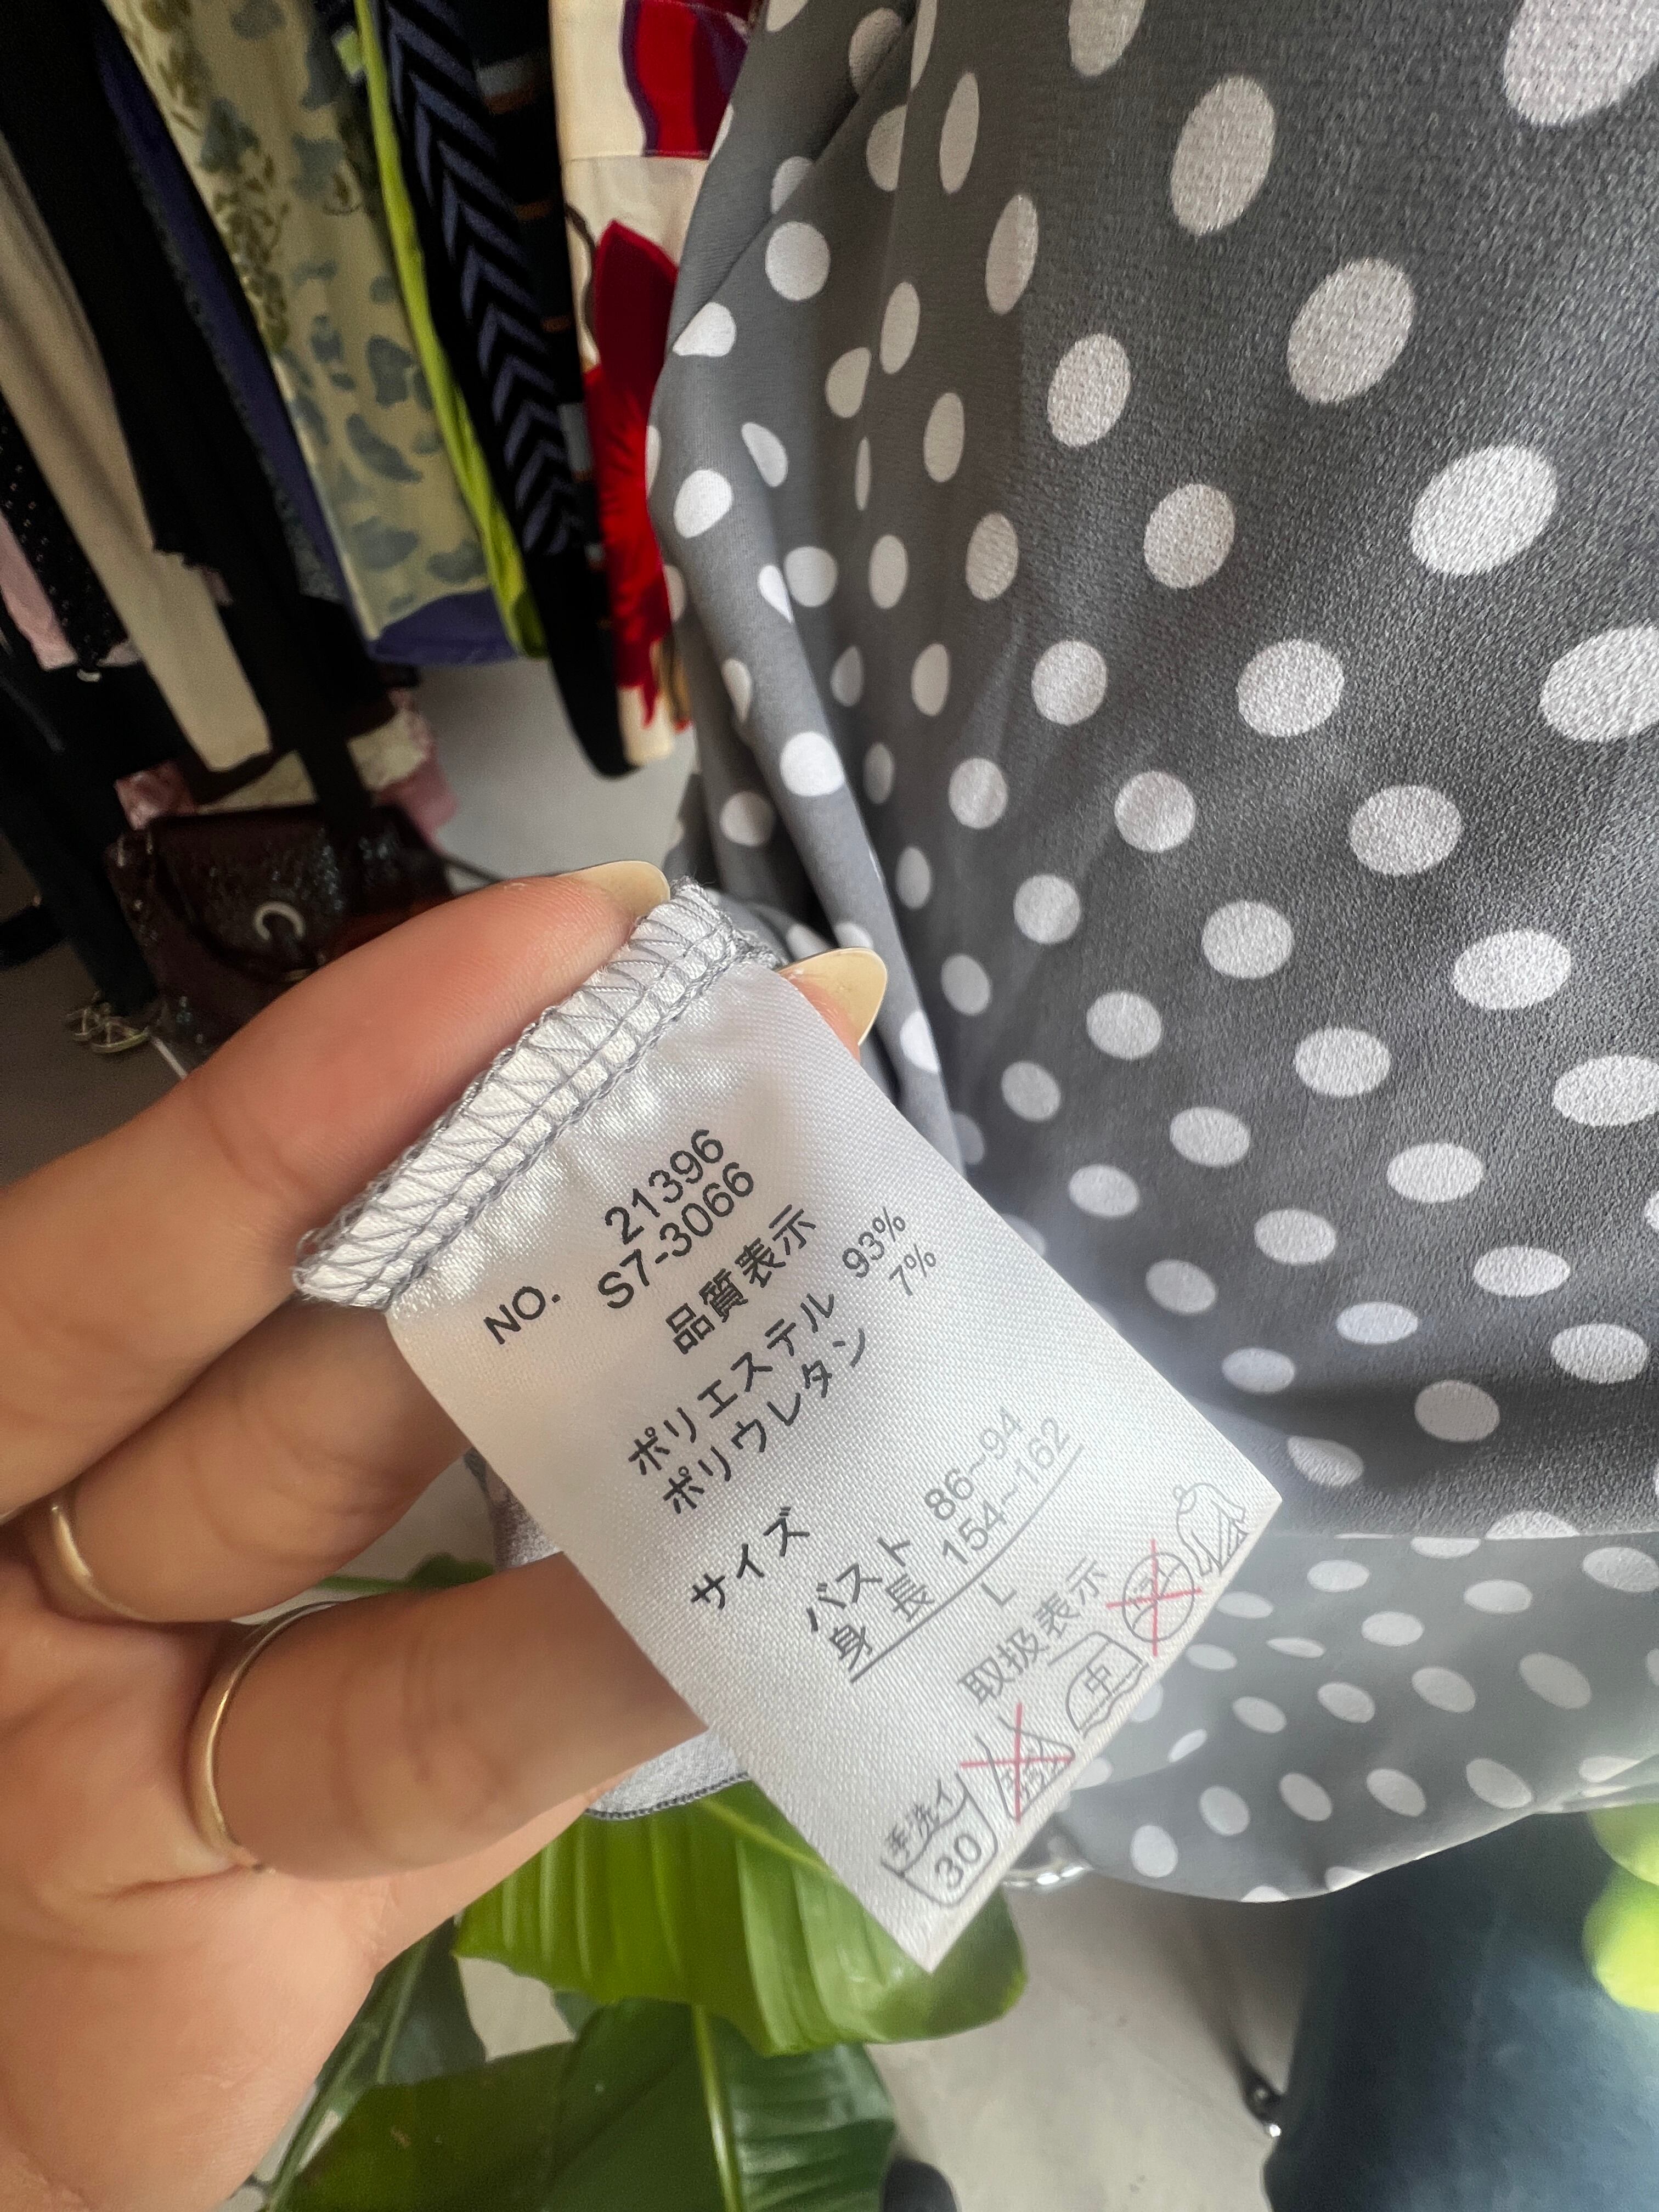 21396
NO. S7-3066
品質表示
ポリエステル 93%
ポリウレタン 7%
サイズ
バスト 86~94
身長 154~162
L
取扱表示
手洗イ
30
中